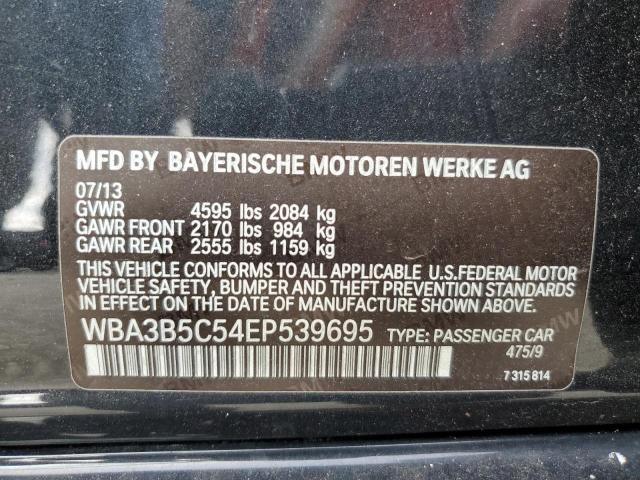 MFD BY BAYERISCHE MOTOREN WERKE AG
07/13
GVWR 4595 lbs 2084 kg
GAWR FRONT 2170 lbs 984 kg
GAWR REAR 2555 lbs 1159 kg
THIS VEHICLE CONFORMS TO ALL APPLICABLE U.S.FEDERAL MOTOR
VEHICLE SAFETY, BUMPER AND THEFT PREVENTION STANDARDS IN
EFFECT ON THE DATE OF MANUFACTURE SHOWN ABOVE.
WBA3B5C54EP539695 TYPE: PASSENGER CAR
475/9
7 315 814